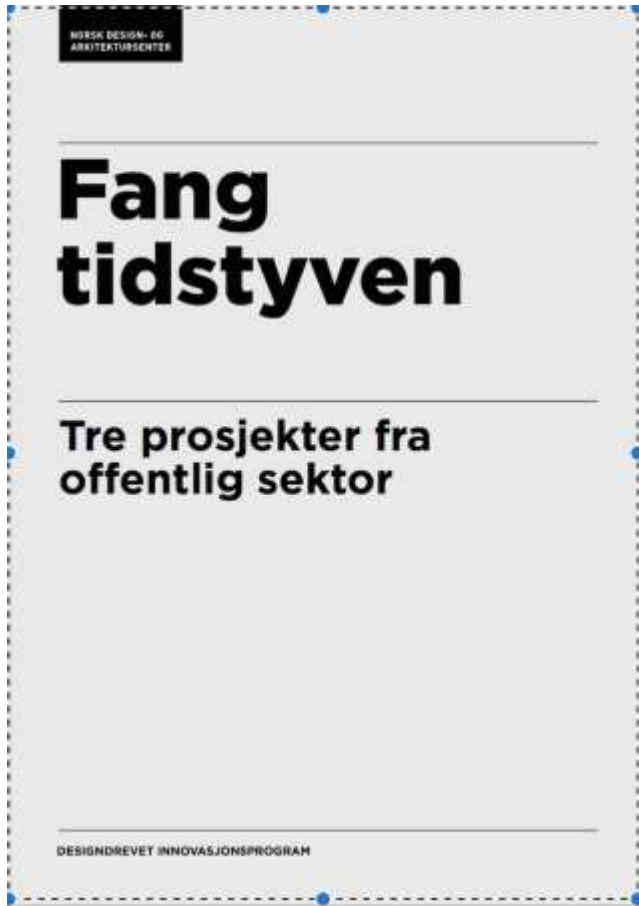 NORSK DESIGN- OG
ARKITEKTURSENTER
Fang
tidstyven
Tre prosjekter fra
offentlig sektor
DESIGNDREVET INNOVASJONSPROGRAM